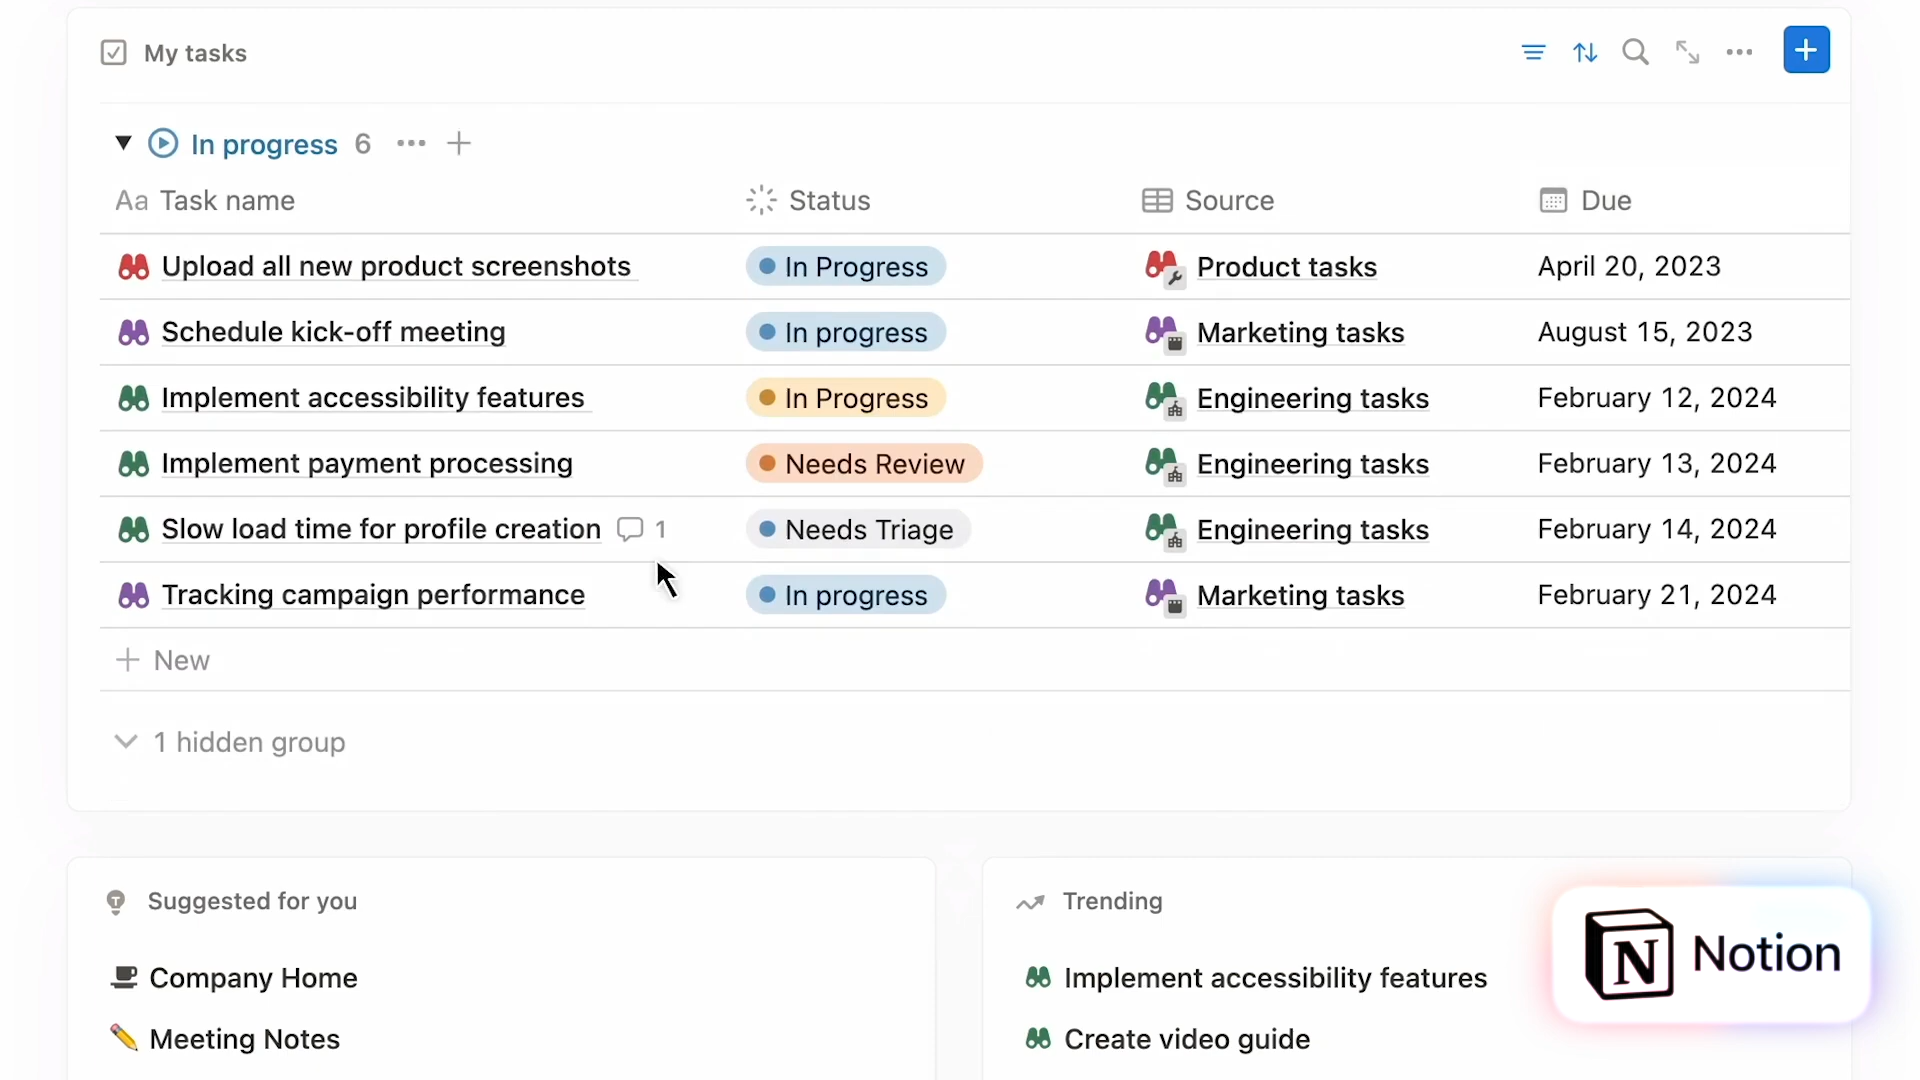 My tasks
In progress 6
Aa Task name Status Source Due
Upload all new product screenshots In Progress Product tasks April 20, 2023
Schedule kick-off meeting In progress Marketing tasks August 15, 2023
Implement accessibility features In Progress Engineering tasks February 12, 2024
Implement payment processing Needs Review Engineering tasks February 13, 2024
Slow load time for profile creation 1 Needs Triage Engineering tasks February 14, 2024
Tracking campaign performance In progress Marketing tasks February 21, 2024
New
1 hidden group
Suggested for you
Company Home
Meeting Notes
Trending
Implement accessibility features
Create video guide
N Notion